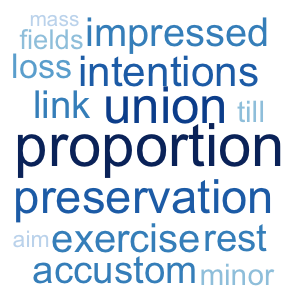 mass
fields impressed
loss intentions
link union till
proportion
preservation
aim exercise rest
accustom minor